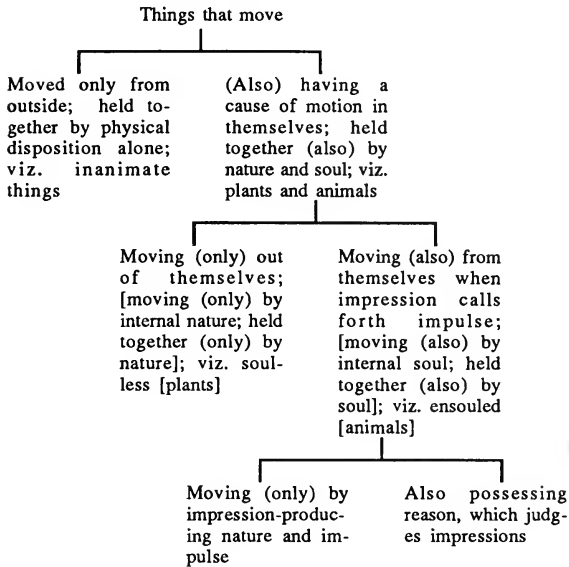 Things that move
Moved only from
outside; held to-
gether by physical
disposition alone;
viz. inanimate
things
(Also) having a
cause of motion in
themselves; held
together (also) by
nature and soul; viz.
plants and animals
Moving (only) out
of themselves;
[moving (only) by
internal nature; held
together (only) by
nature]; viz. soul-
less [plants]
Moving (also) from
themselves when
impression calls
forth impulse;
[moving (also) by
internal soul; held
together (also) by
soul]; viz. ensouled
[animals]
Moving (only) by
impression-produc-
ing nature and im-
pulse
Also possessing
reason, which judg-
es impressions